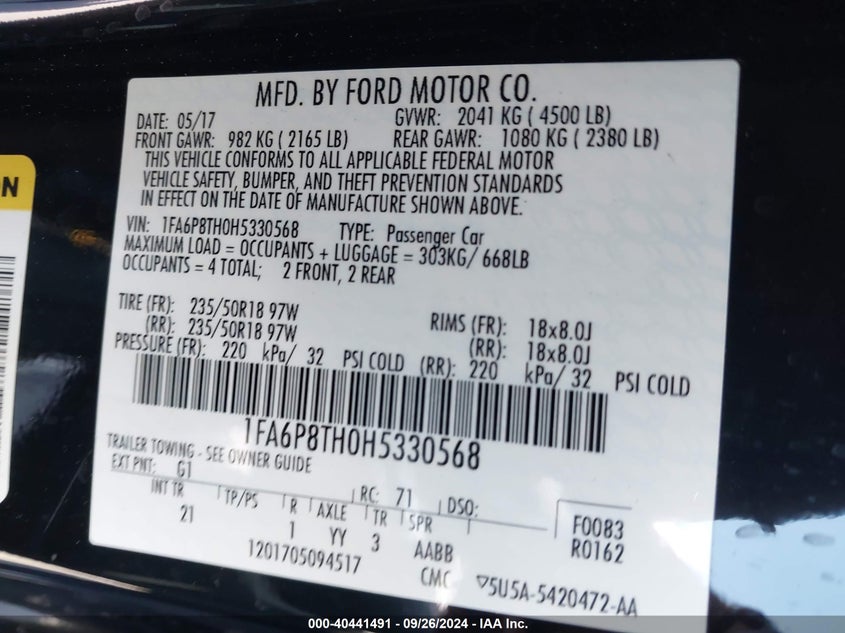 MFD. BY FORD MOTOR CO.
DATE: 05/17 GVWR: 2041 KG ( 4500 LB)
FRONT GAWR: 982 KG ( 2165 LB) REAR GAWR: 1080 KG ( 2380 LB)
THIS VEHICLE CONFORMS TO ALL APPLICABLE FEDERAL MOTOR
VEHICLE SAFETY, BUMPER, AND THEFT PREVENTION STANDARDS
IN EFFECT ON THE DATE OF MANUFACTURE SHOWN ABOVE.
VIN: 1FA6P8TH0H5330568 TYPE: Passenger Car
MAXIMUM LOAD = OCCUPANTS + LUGGAGE = 303KG/ 668LB
OCCUPANTS = 4 TOTAL; 2 FRONT, 2 REAR
TIRE (FR): 235/50R18 97W RIMS (FR): 18x8.0J
(RR): 235/50R18 97W (RR): 18x8.0J
PRESSURE (FR): 220 kPa/ 32 PSI COLD (RR): 220 kPa/ 32 PSI COLD
1FA6P8TH0H5330568
TRAILER TOWING - SEE OWNER GUIDE
EXT PNT: G1 RC: 71 DSO: F0083
INT TR TP/PS R AXLE TR SPR R0162
21 1 YY 3 AABB
1201705094517 CMC 5U5A-5420472-AA
ON
000-40441491 - 09/26/2024 - IAA Inc.